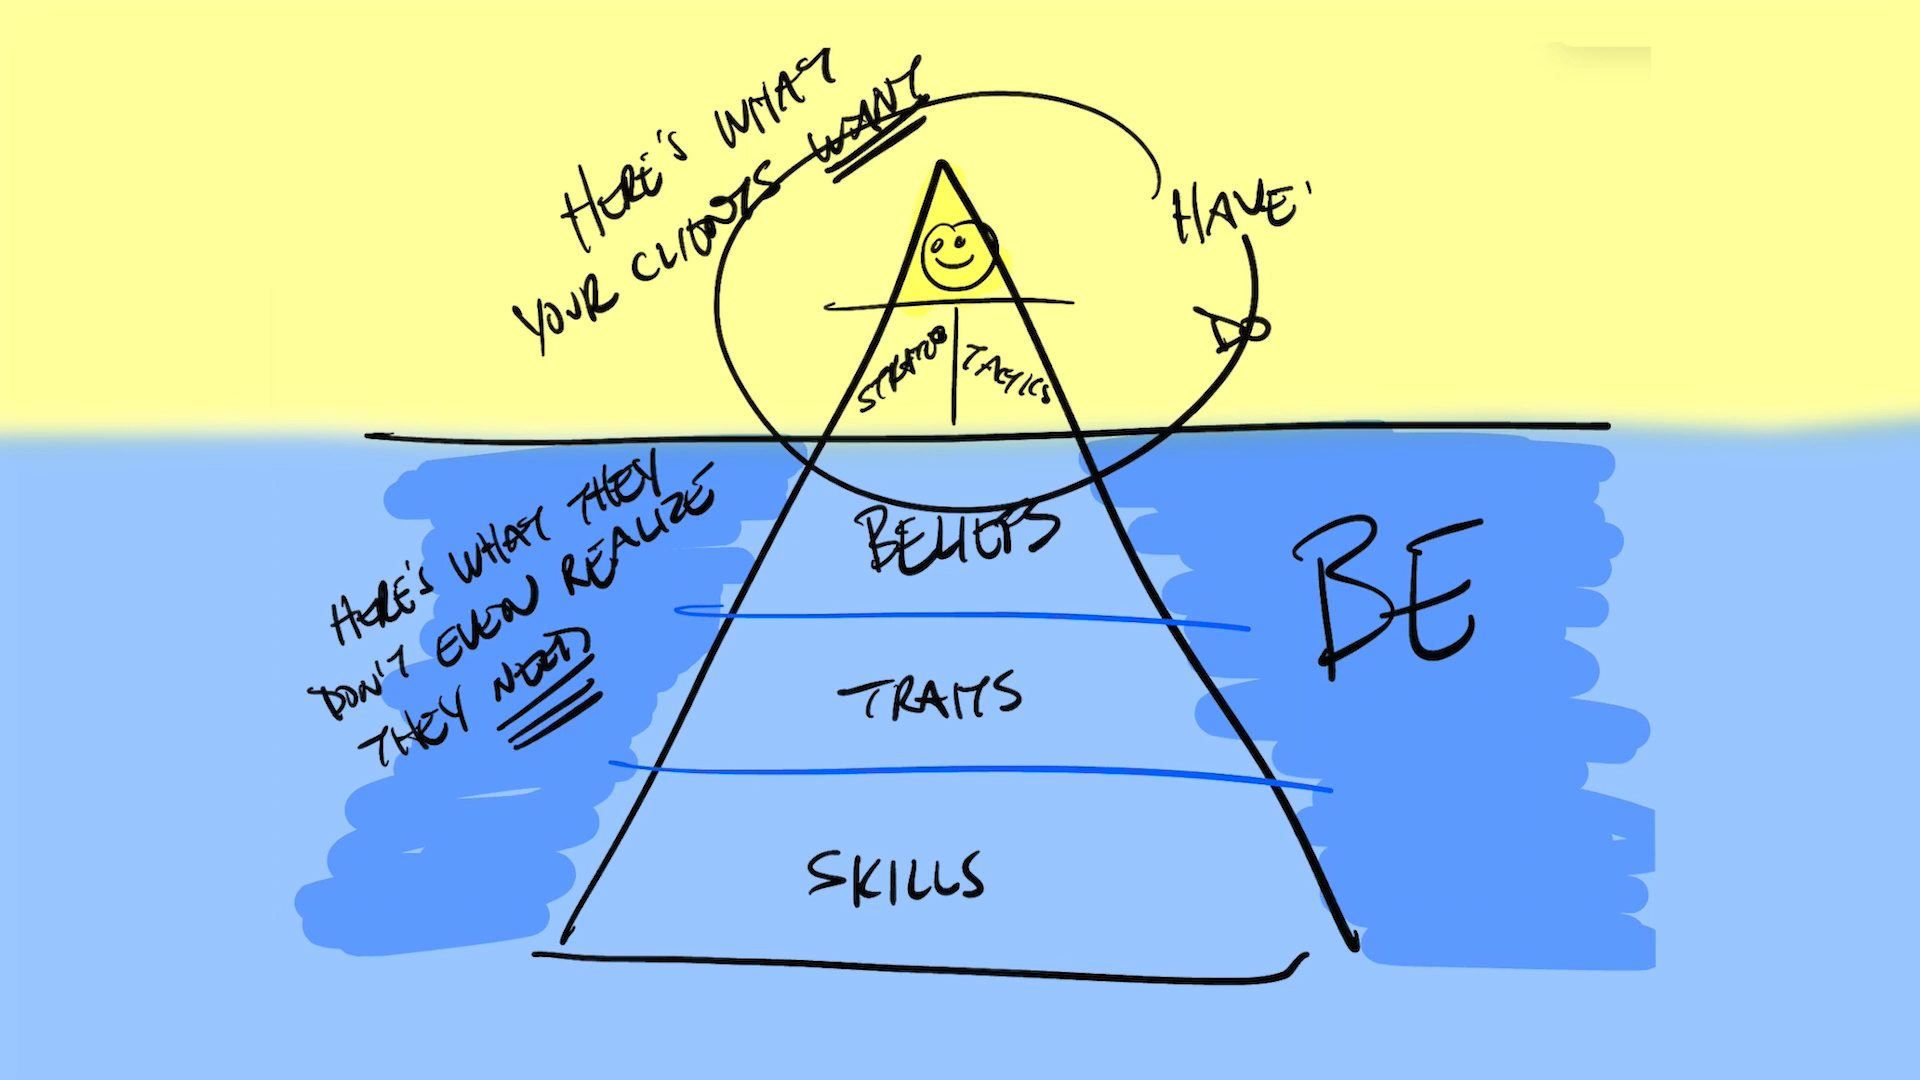 HERE'S WHAT
YOUR CLIENTS WANT
HAVE
DO
TACTICS
HERE'S WHAT THEY
DON'T EVEN REALIZE
THEY NEED
BELIEFS
BE
TRAITS
SKILLS